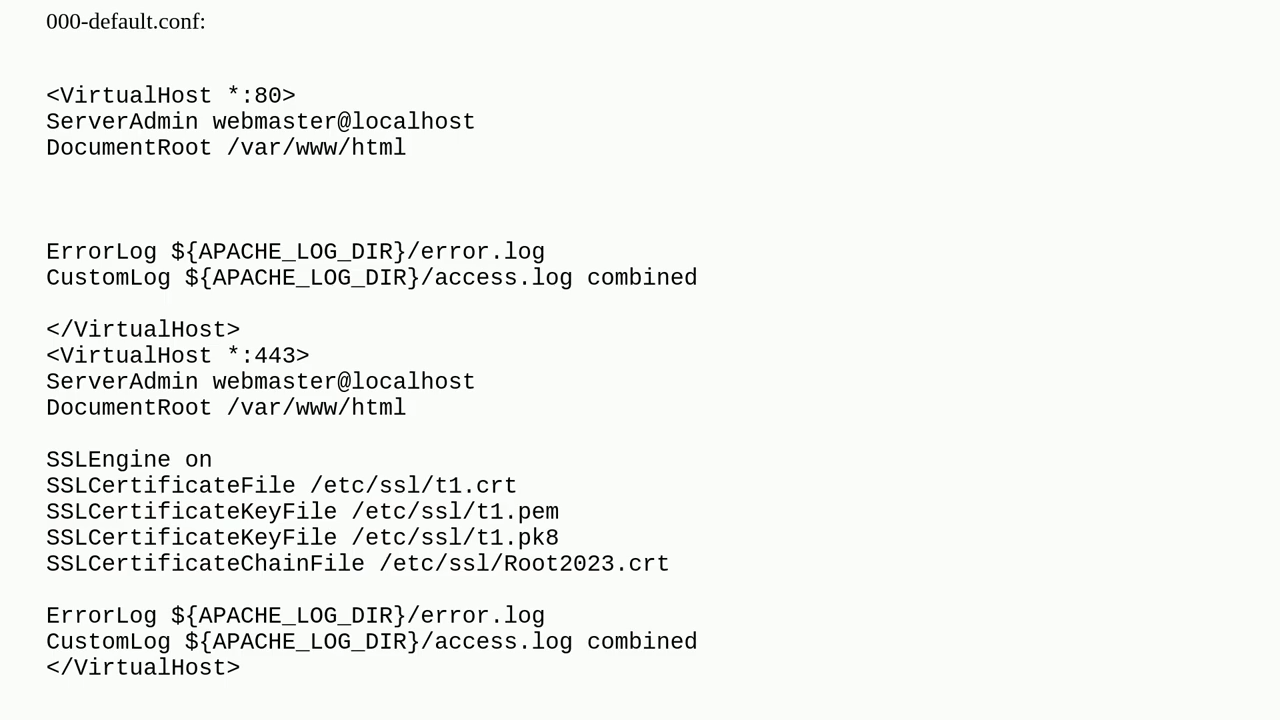 000-default.conf:
<VirtualHost *:80>
ServerAdmin webmaster@localhost
DocumentRoot /var/www/html
ErrorLog ${APACHE_LOG_DIR}/error.log
CustomLog ${APACHE_LOG_DIR}/access.log combined
</VirtualHost>
<VirtualHost *:443>
ServerAdmin webmaster@localhost
DocumentRoot /var/www/html
SSLEngine on
SSLCertificateFile /etc/ssl/t1.crt
SSLCertificateKeyFile /etc/ssl/t1.pem
SSLCertificateKeyFile /etc/ssl/t1.pk8
SSLCertificateChainFile /etc/ssl/Root2023.crt
ErrorLog ${APACHE_LOG_DIR}/error.log
CustomLog ${APACHE_LOG_DIR}/access.log combined
</VirtualHost>